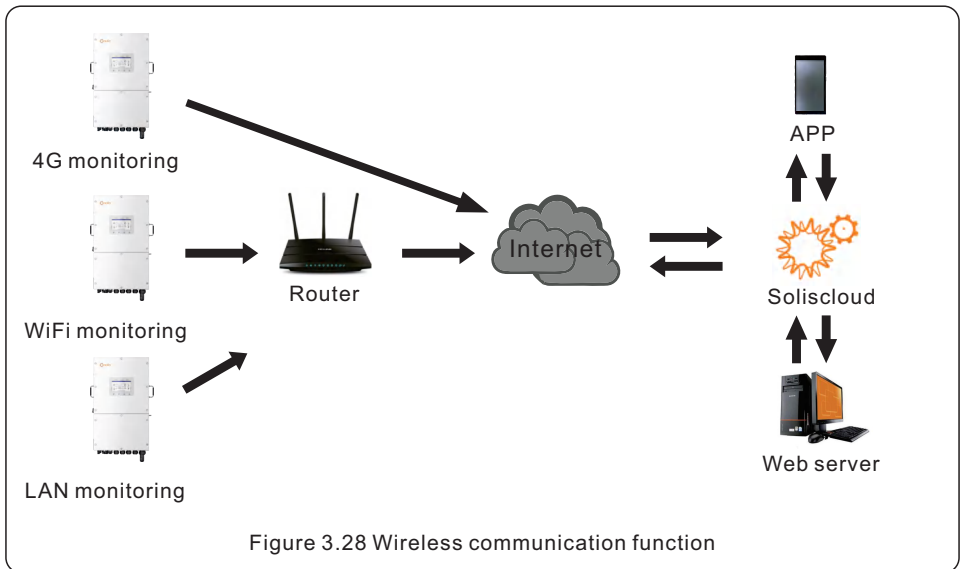 4G monitoring
APP
Internet
Router
WiFi monitoring
Soliscloud
LAN monitoring
Web server
Figure 3.28 Wireless communication function